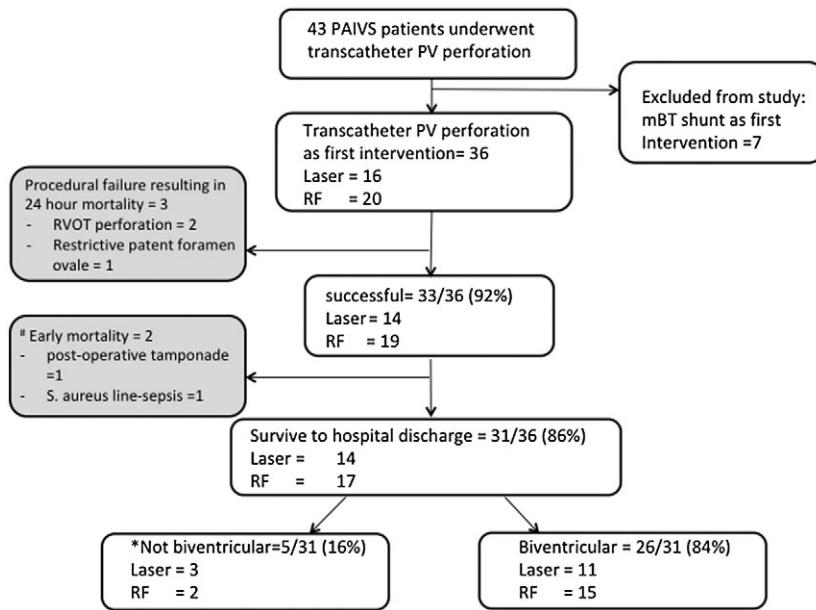 43 PAIVS patients underwent
transcatheter PV perforation
Excluded from study:
mBT shunt as first
Intervention =7
Transcatheter PV perforation
as first intervention= 36
Laser = 16
RF = 20
Procedural failure resulting in
24 hour mortality = 3
- RVOT perforation = 2
- Restrictive patent foramen
ovale = 1
successful= 33/36 (92%)
Laser = 14
RF = 19
# Early mortality = 2
- post-operative tamponade
=1
- S. aureus line-sepsis =1
Survive to hospital discharge = 31/36 (86%)
Laser = 14
RF = 17
*Not biventricular=5/31 (16%)
Laser = 3
RF = 2
Biventricular = 26/31 (84%)
Laser = 11
RF = 15